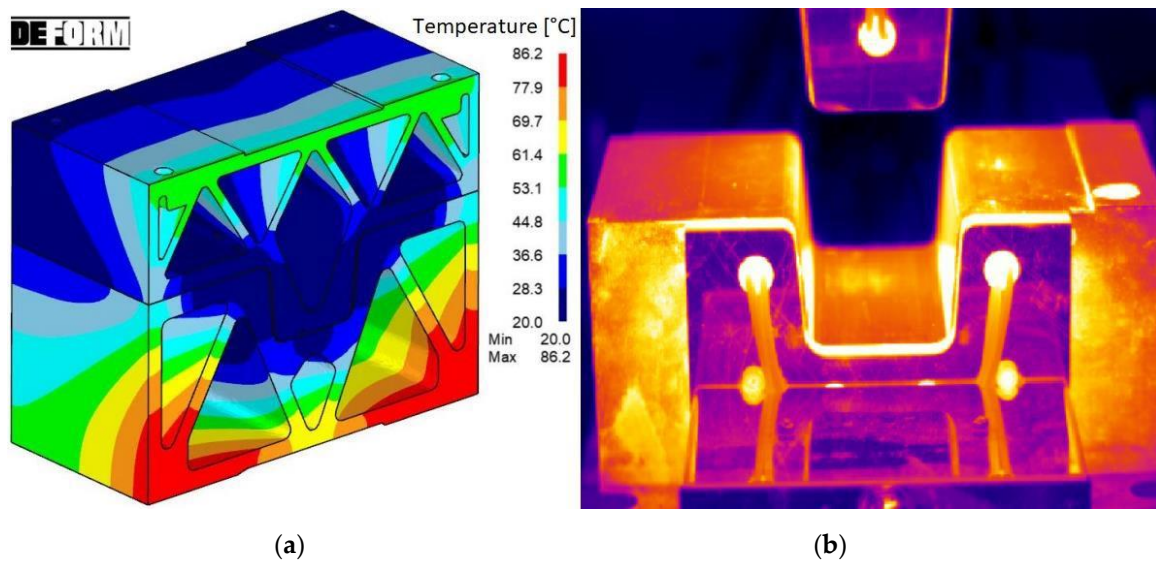 DEFORM
Temperature [°C]
86.2
77.9
69.7
61.4
53.1
44.8
36.6
28.3
20.0
Min 20.0
Max 86.2
(a)
(b)